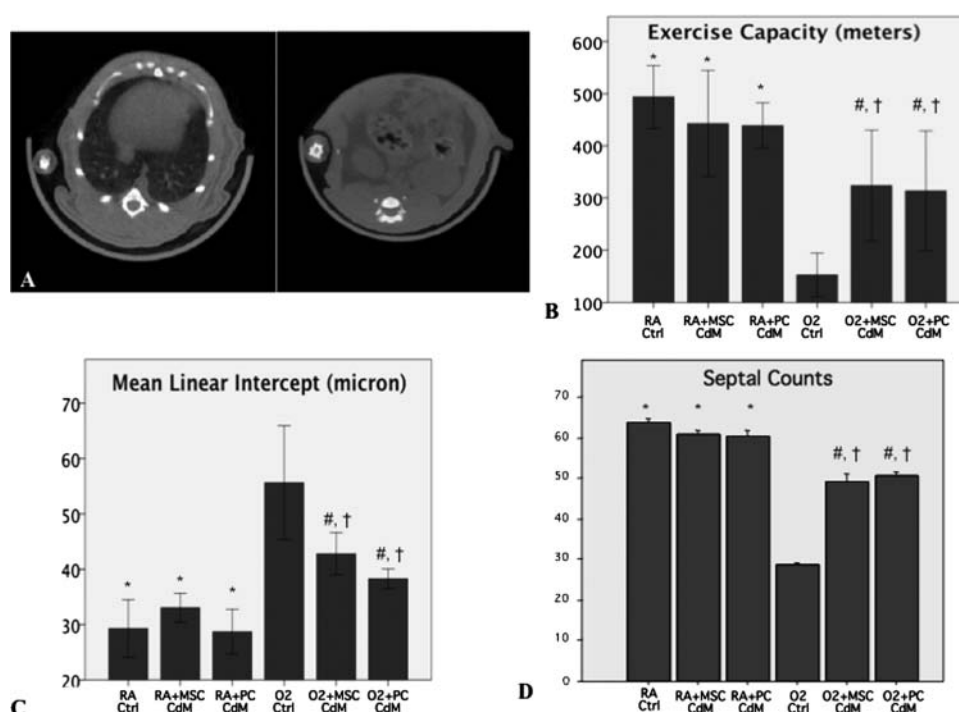 A
B
Exercise Capacity (meters)
600
500
400
300
200
100
*
*
*
#, †
#, †
RA
Ctrl
RA+MSC
CdM
RA+PC
CdM
O2
Ctrl
O2+MSC
CdM
O2+PC
CdM
C
Mean Linear Intercept (micron)
70
60
50
40
30
20
*
*
*
#, †
#, †
RA
Ctrl
RA+MSC
CdM
RA+PC
CdM
O2
Ctrl
O2+MSC
CdM
O2+PC
CdM
D
Septal Counts
70
60
50
40
30
20
10
0
*
*
*
#, †
#, †
RA
Ctrl
RA+MSC
CdM
RA+PC
CdM
O2
Ctrl
O2+MSC
CdM
O2+PC
CdM